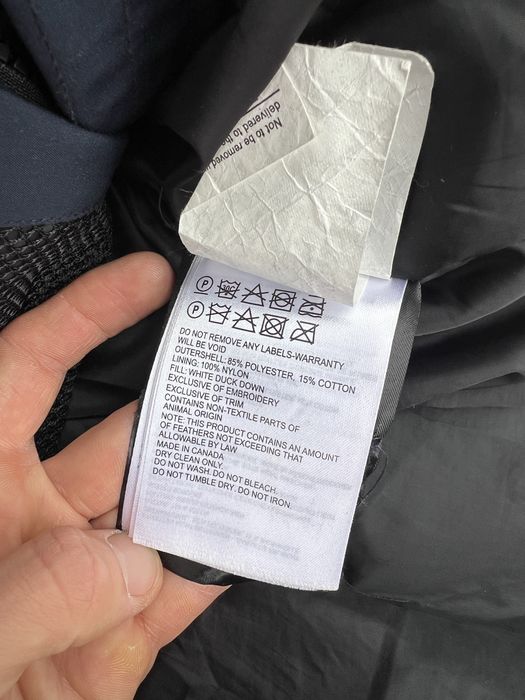 Not to be removed
delivered to the
P 30C
P
DO NOT REMOVE ANY LABELS-WARRANTY
WILL BE VOID
OUTERSHELL: 85% POLYESTER, 15% COTTON
LINING: 100% NYLON
FILL: WHITE DUCK DOWN
EXCLUSIVE OF EMBROIDERY
EXCLUSIVE OF TRIM
CONTAINS NON-TEXTILE PARTS OF
ANIMAL ORIGIN
NOTE: THIS PRODUCT CONTAINS AN AMOUNT
OF FEATHERS NOT EXCEEDING THAT
ALLOWABLE BY LAW
MADE IN CANADA
DRY CLEAN ONLY.
DO NOT WASH. DO NOT BLEACH.
DO NOT TUMBLE DRY. DO NOT IRON.